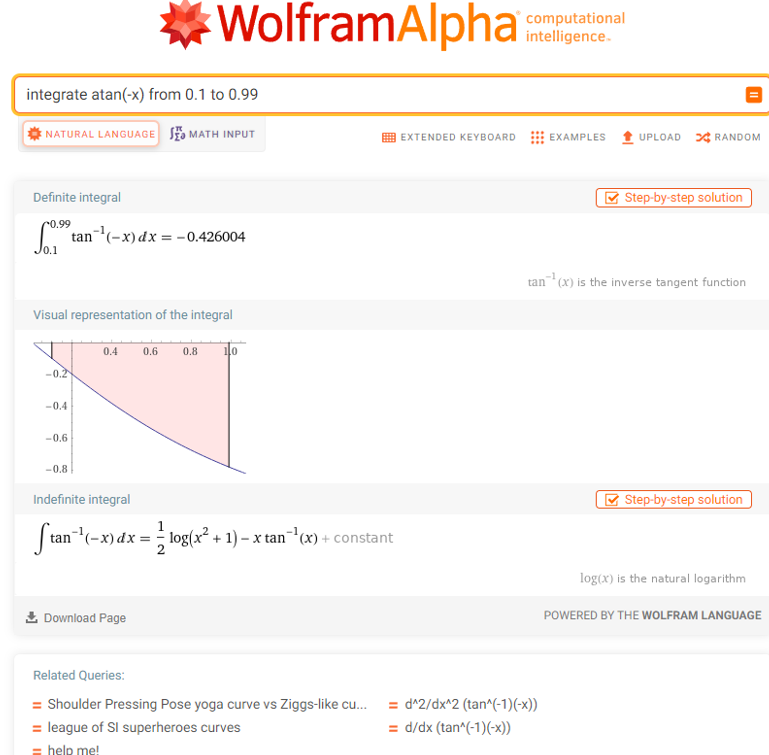 WolframAlpha computational
intelligence.
integrate atan(-x) from 0.1 to 0.99
NATURAL LANGUAGE MATH INPUT EXTENDED KEYBOARD EXAMPLES UPLOAD RANDOM
Definite integral Step-by-step solution
∫0.1^0.99 tan⁻¹(−x) dx = −0.426004
tan⁻¹(x) is the inverse tangent function
Visual representation of the integral
0.4 0.6 0.8 1.0
−0.2
−0.4
−0.6
−0.8
Indefinite integral Step-by-step solution
∫ tan⁻¹(−x) dx = 1/2 log(x² + 1) − x tan⁻¹(x) + constant
log(x) is the natural logarithm
Download Page POWERED BY THE WOLFRAM LANGUAGE
Related Queries:
= Shoulder Pressing Pose yoga curve vs Ziggs-like cu... = d^2/dx^2 (tan^(-1)(-x))
= league of SI superheroes curves = d/dx (tan^(-1)(-x))
= help me!